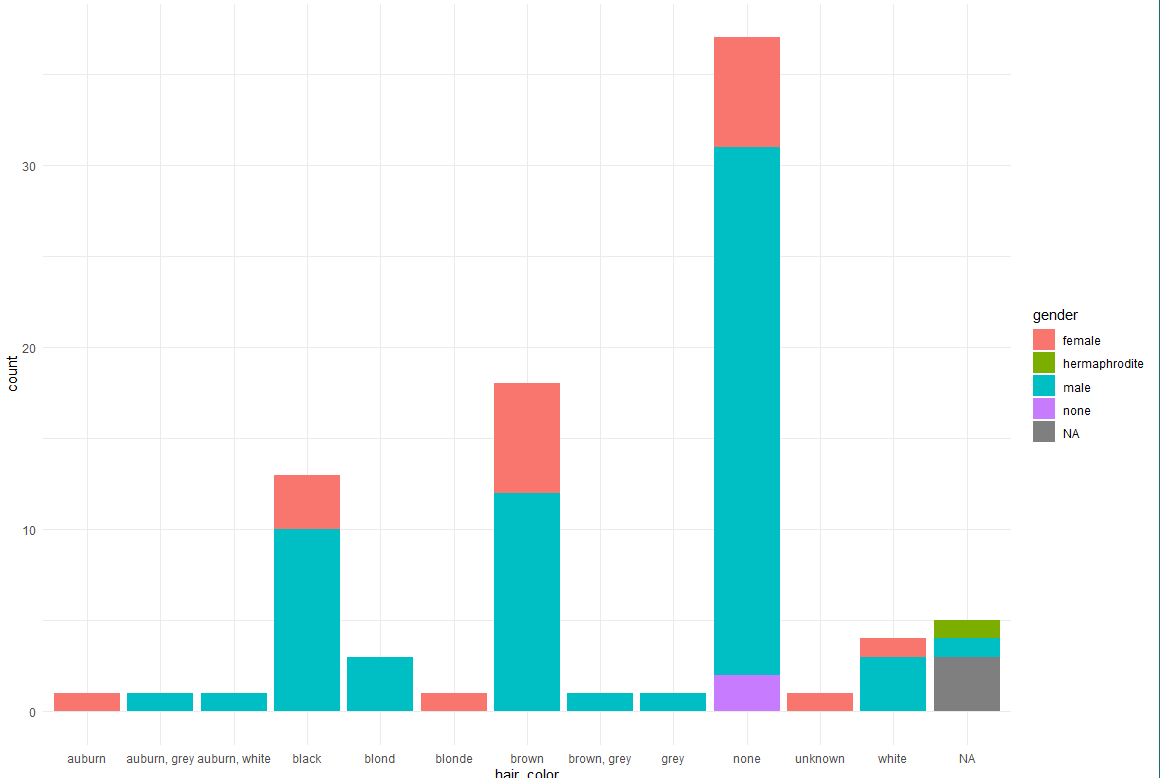 30
20
10
0
count
auburn auburn, grey auburn, white black blond blonde brown brown, grey grey none unknown white NA
hair_color
gender
female
hermaphrodite
male
none
NA